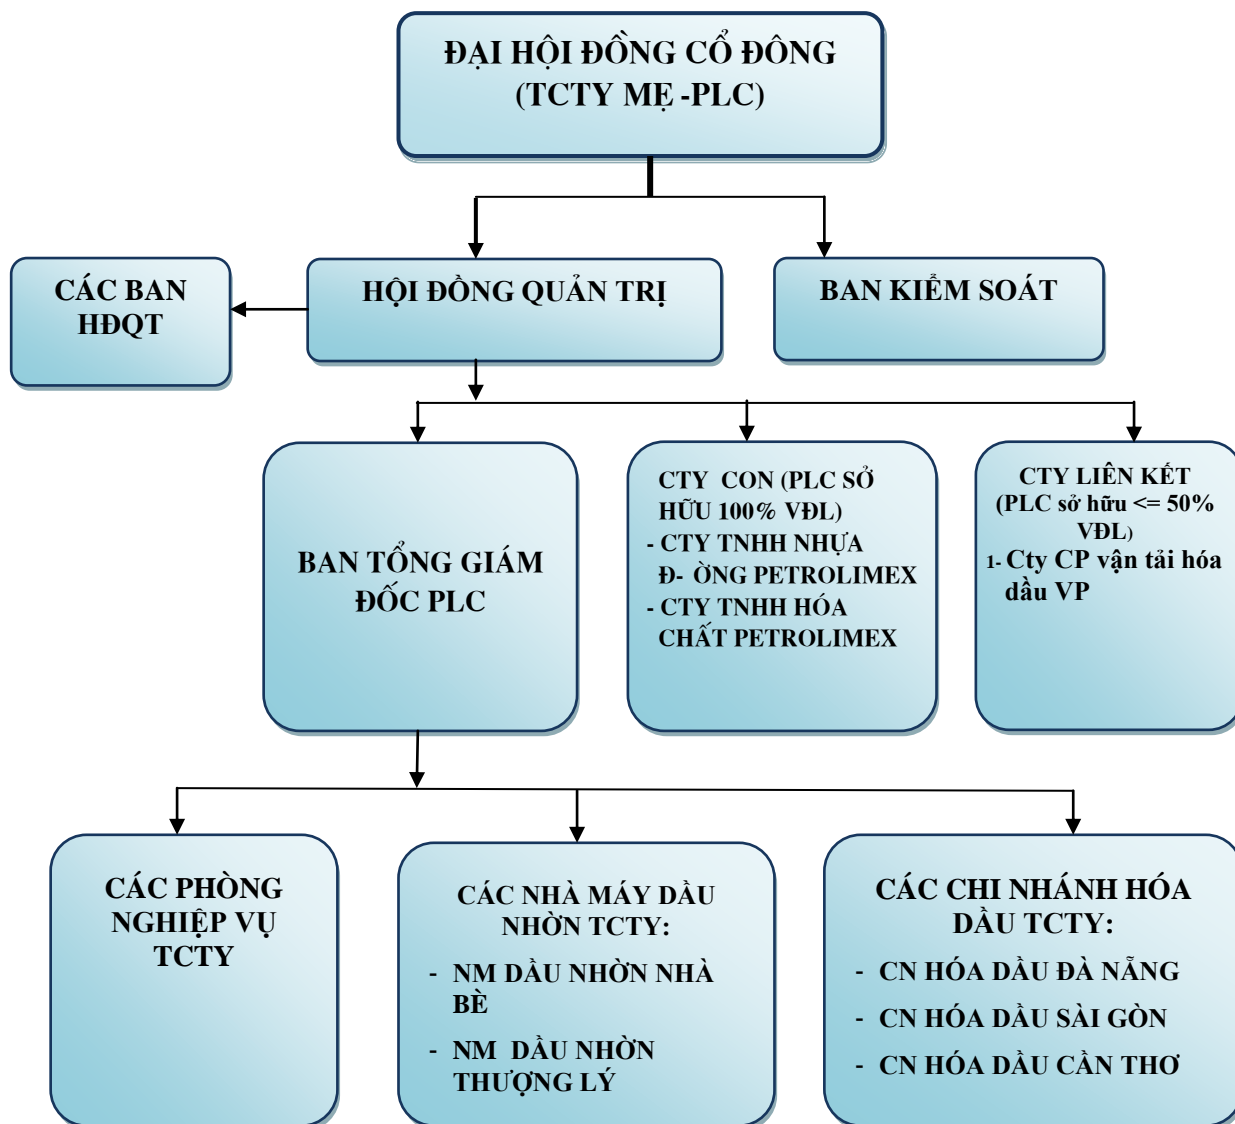 ĐẠI HỘI ĐỒNG CỔ ĐÔNG
(TCTY MẸ -PLC)
CÁC BAN
HĐQT
HỘI ĐỒNG QUẢN TRỊ
BAN KIỂM SOÁT
BAN TỔNG GIÁM
ĐỐC PLC
CTY CON (PLC SỞ
HỮU 100% VĐL)
- CTY TNHH NHỰA
Đ- ỜNG PETROLIMEX
- CTY TNHH HÓA
CHẤT PETROLIMEX
CTY LIÊN KẾT
(PLC sở hữu <= 50%
VĐL)
1- Cty CP vận tải hóa
dầu VP
CÁC PHÒNG
NGHIỆP VỤ
TCTY
CÁC NHÀ MÁY DẦU
NHỜN TCTY:
- NM DẦU NHỜN NHÀ
BÈ
- NM DẦU NHỜN
THƯỢNG LÝ
CÁC CHI NHÁNH HÓA
DẦU TCTY:
- CN HÓA DẦU ĐÀ NẴNG
- CN HÓA DẦU SÀI GÒN
- CN HÓA DẦU CẦN THƠ